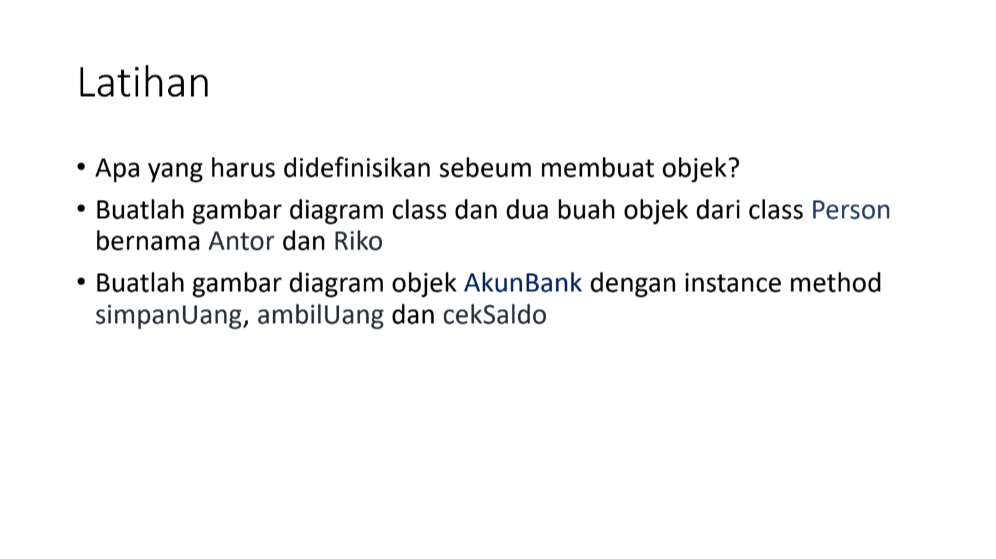 Latihan
• Apa yang harus didefinisikan sebeum membuat objek?
• Buatlah gambar diagram class dan dua buah objek dari class Person
bernama Antor dan Riko
• Buatlah gambar diagram objek AkunBank dengan instance method
simpanUang, ambilUang dan cekSaldo